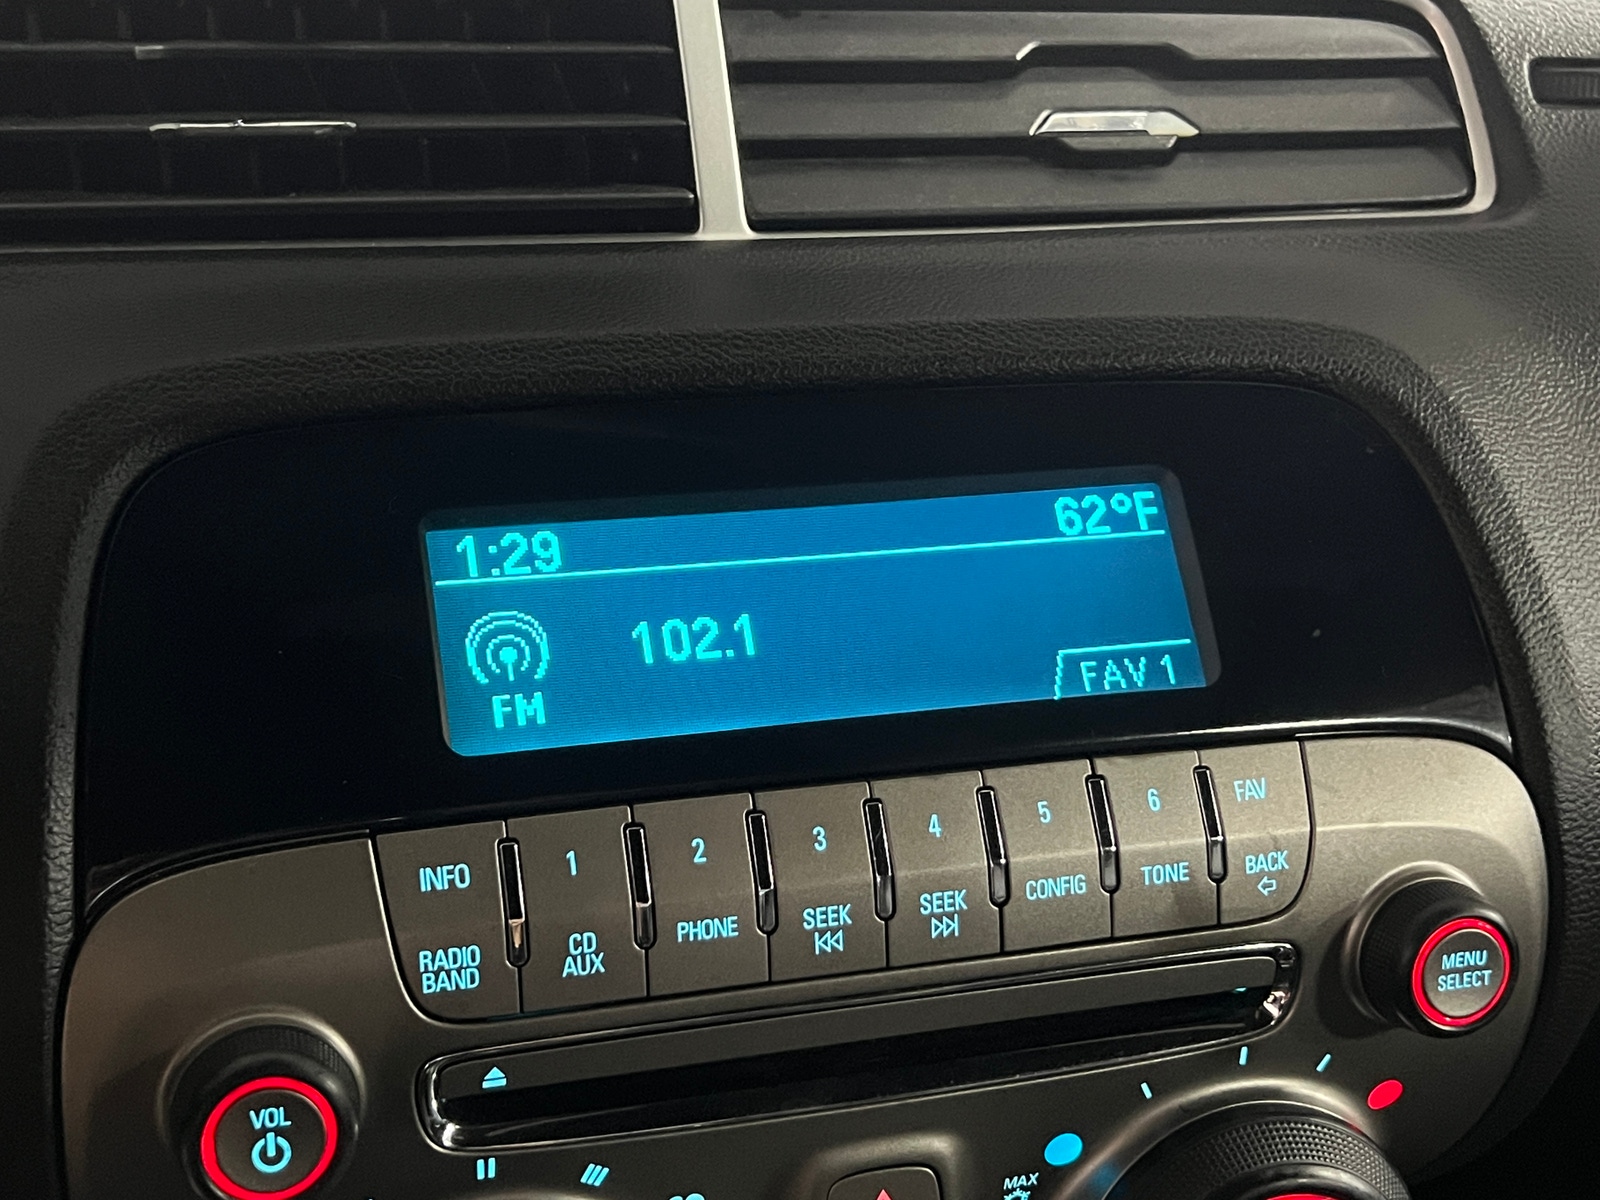 1:29
62°F
102.1
FM
FAV 1
INFO
1
2
3
4
5
6
FAV
RADIO
BAND
CD
AUX
PHONE
SEEK
SEEK
CONFIG
TONE
BACK
MENU
SELECT
VOL
MAX